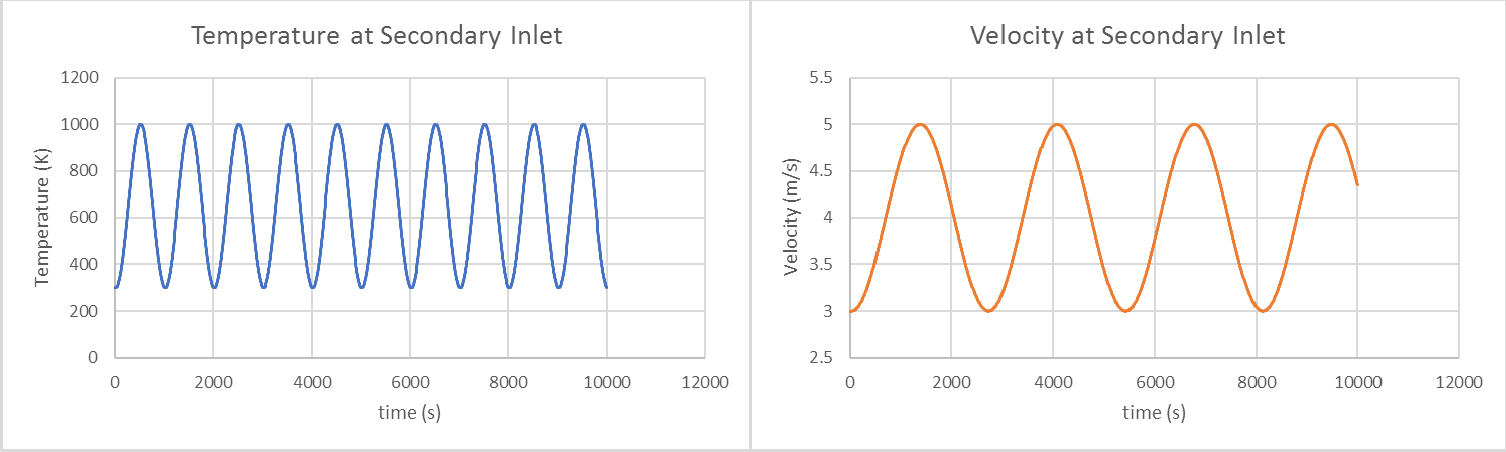 Temperature at Secondary Inlet
1200
1000
800
600
400
200
0
Temperature (K)
0 2000 4000 6000 8000 10000 12000
time (s)
Velocity at Secondary Inlet
5.5
5
4.5
4
3.5
3
2.5
Velocity (m/s)
0 2000 4000 6000 8000 10000 12000
time (s)